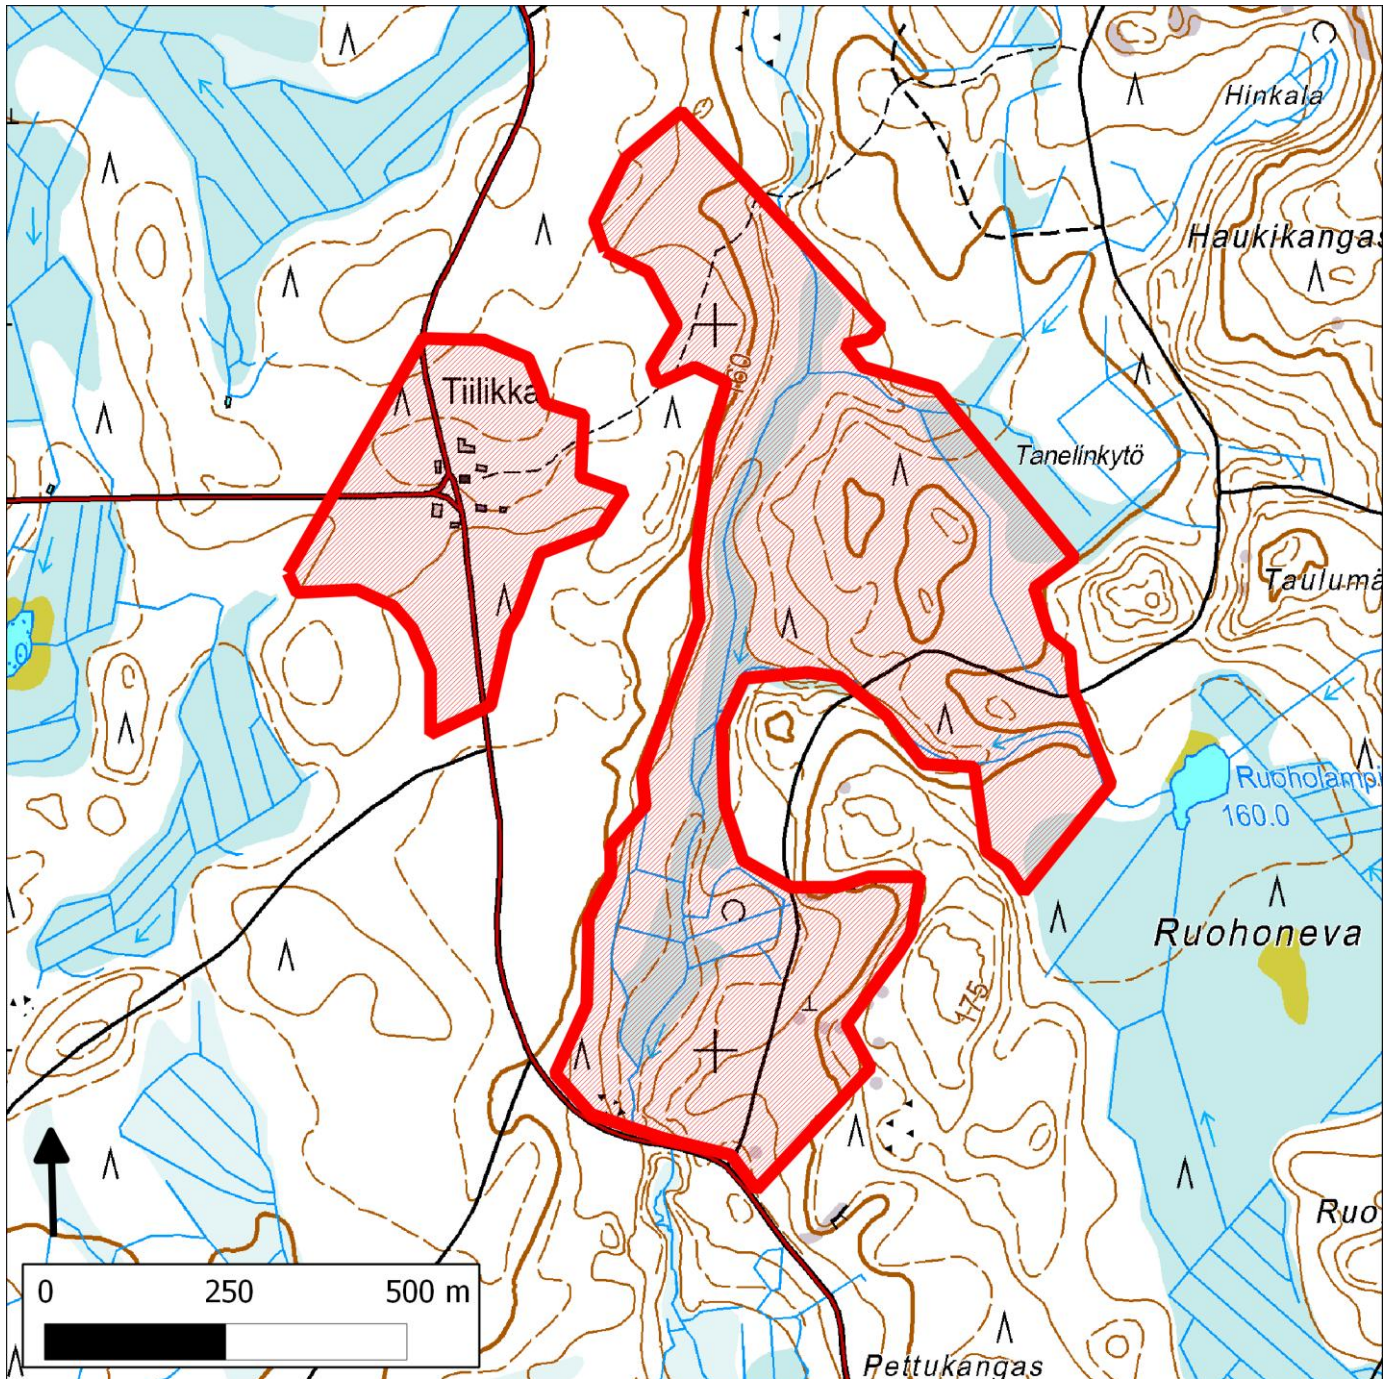 Hinkala
Haukikangas
160
Tiilikka
Tanelinkytö
Taulumä
Ruoholampi
160.0
Ruohoneva
175
Ruo
0 250 500 m
Pettukangas